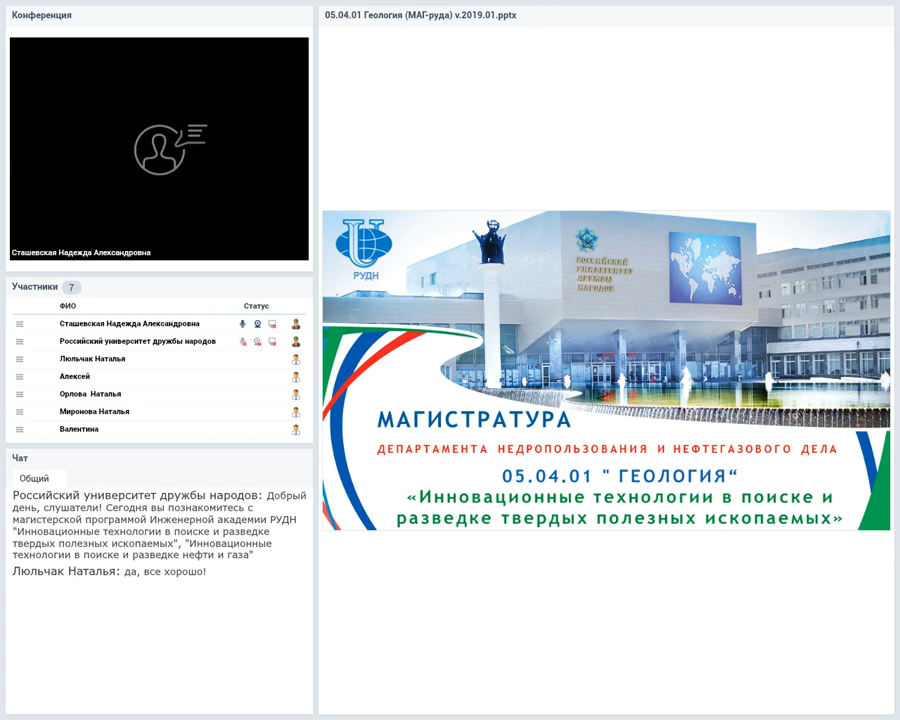 Конференция
Сташевская Надежда Александровна
Участники 7
ФИО Статус
Сташевская Надежда Александровна
Российский университет дружбы народов
Люльчак Наталья
Алексей
Орлова Наталья
Миронова Наталья
Валентина
Чат
Общий
Российский университет дружбы народов: Добрый
день, слушатели! Сегодня вы познакомитесь с
магистерской программой Инженерной академии РУДН
"Инновационные технологии в поиске и разведке
твердых полезных ископаемых", "Инновационные
технологии в поиске и разведке нефти и газа"
Люльчак Наталья: да, все хорошо!
05.04.01 Геология (МАГ-руда) v.2019.01.pptx
РУДН
РОССИЙСКИЙ
УНИВЕРСИТЕТ
ДРУЖБЫ
НАРОДОВ
МАГИСТРАТУРА
ДЕПАРТАМЕНТА НЕДРОПОЛЬЗОВАНИЯ И НЕФТЕГАЗОВОГО ДЕЛА
05.04.01 " ГЕОЛОГИЯ“
«Инновационные технологии в поиске и
разведке твердых полезных ископаемых»